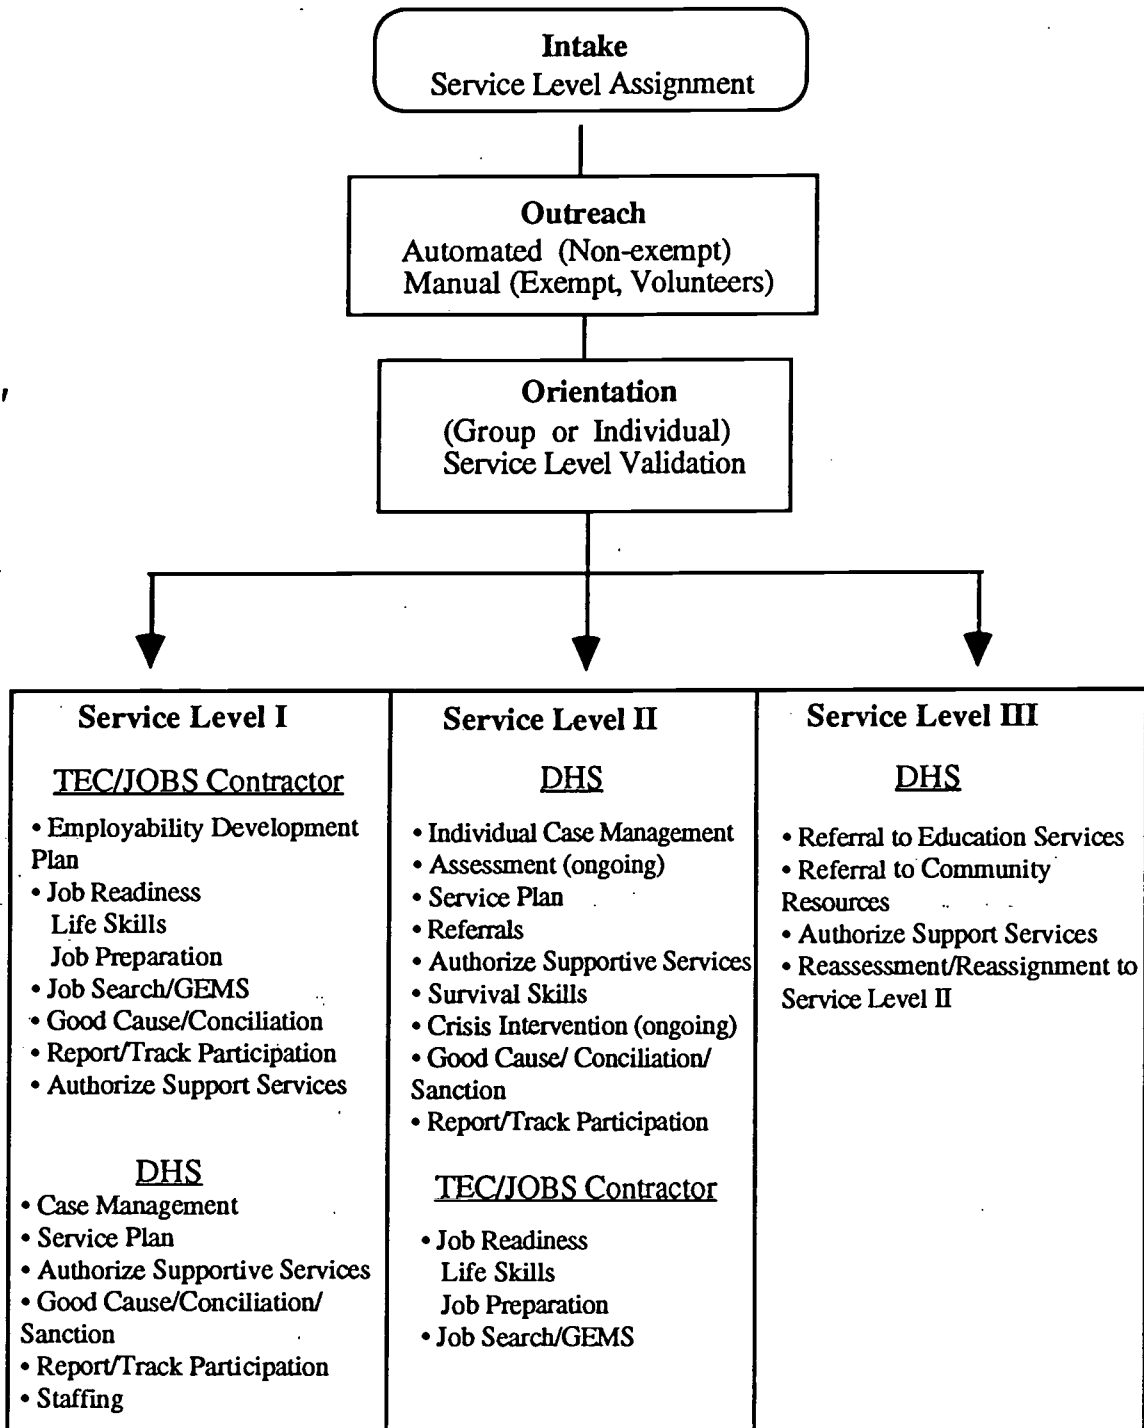 Intake
Service Level Assignment
Outreach
Automated (Non-exempt)
Manual (Exempt, Volunteers)
Orientation
(Group or Individual)
Service Level Validation
Service Level I
TEC/JOBS Contractor
• Employability Development
Plan
• Job Readiness
Life Skills
Job Preparation
• Job Search/GEMS
• Good Cause/Conciliation
• Report/Track Participation
• Authorize Support Services
DHS
• Case Management
• Service Plan
• Authorize Supportive Services
• Good Cause/Conciliation/
Sanction
• Report/Track Participation
• Staffing
Service Level II
DHS
• Individual Case Management
• Assessment (ongoing)
• Service Plan
• Referrals
• Authorize Supportive Services
• Survival Skills
• Crisis Intervention (ongoing)
• Good Cause/ Conciliation/
Sanction
• Report/Track Participation
TEC/JOBS Contractor
• Job Readiness
Life Skills
Job Preparation
• Job Search/GEMS
Service Level III
DHS
• Referral to Education Services
• Referral to Community
Resources
• Authorize Support Services
• Reassessment/Reassignment to
Service Level II